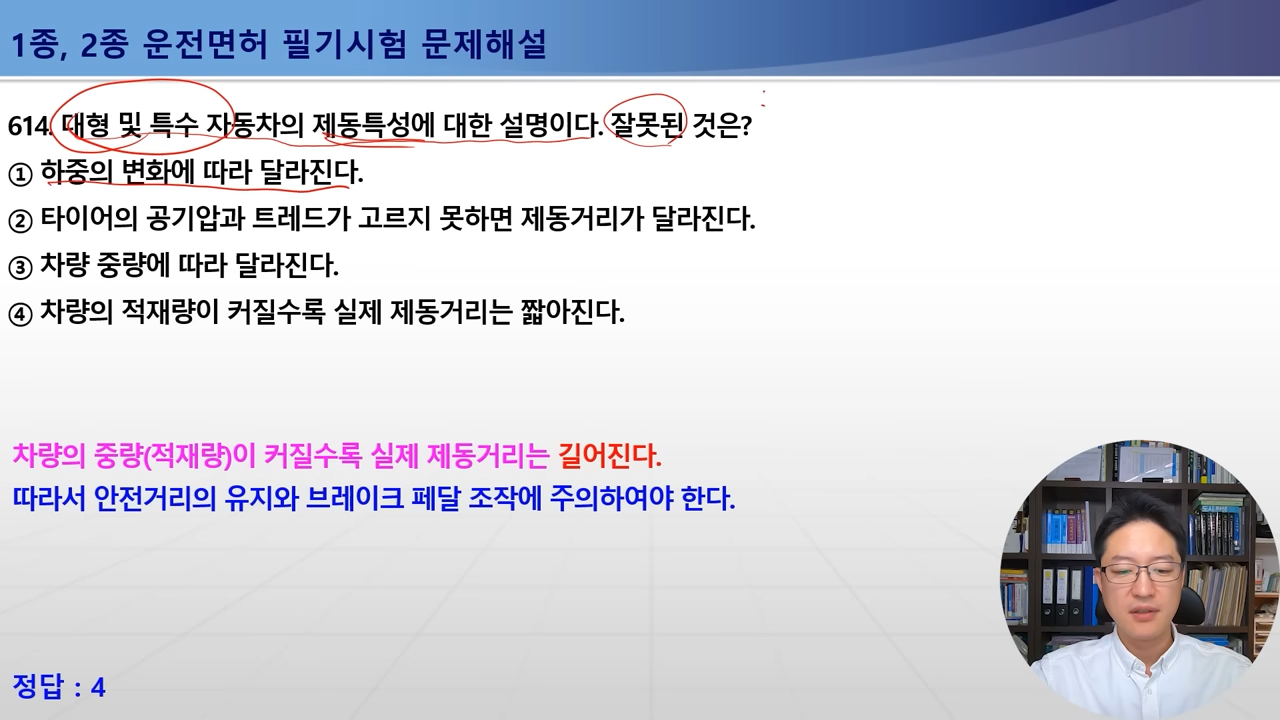 1종, 2종 운전면허 필기시험 문제해설
614. 대형 및 특수 자동차의 제동특성에 대한 설명이다. 잘못된 것은?
① 하중의 변화에 따라 달라진다.
② 타이어의 공기압과 트레드가 고르지 못하면 제동거리가 달라진다.
③ 차량 중량에 따라 달라진다.
④ 차량의 적재량이 커질수록 실제 제동거리는 짧아진다.
차량의 중량(적재량)이 커질수록 실제 제동거리는 길어진다.
따라서 안전거리의 유지와 브레이크 페달 조작에 주의하여야 한다.
정답 : 4